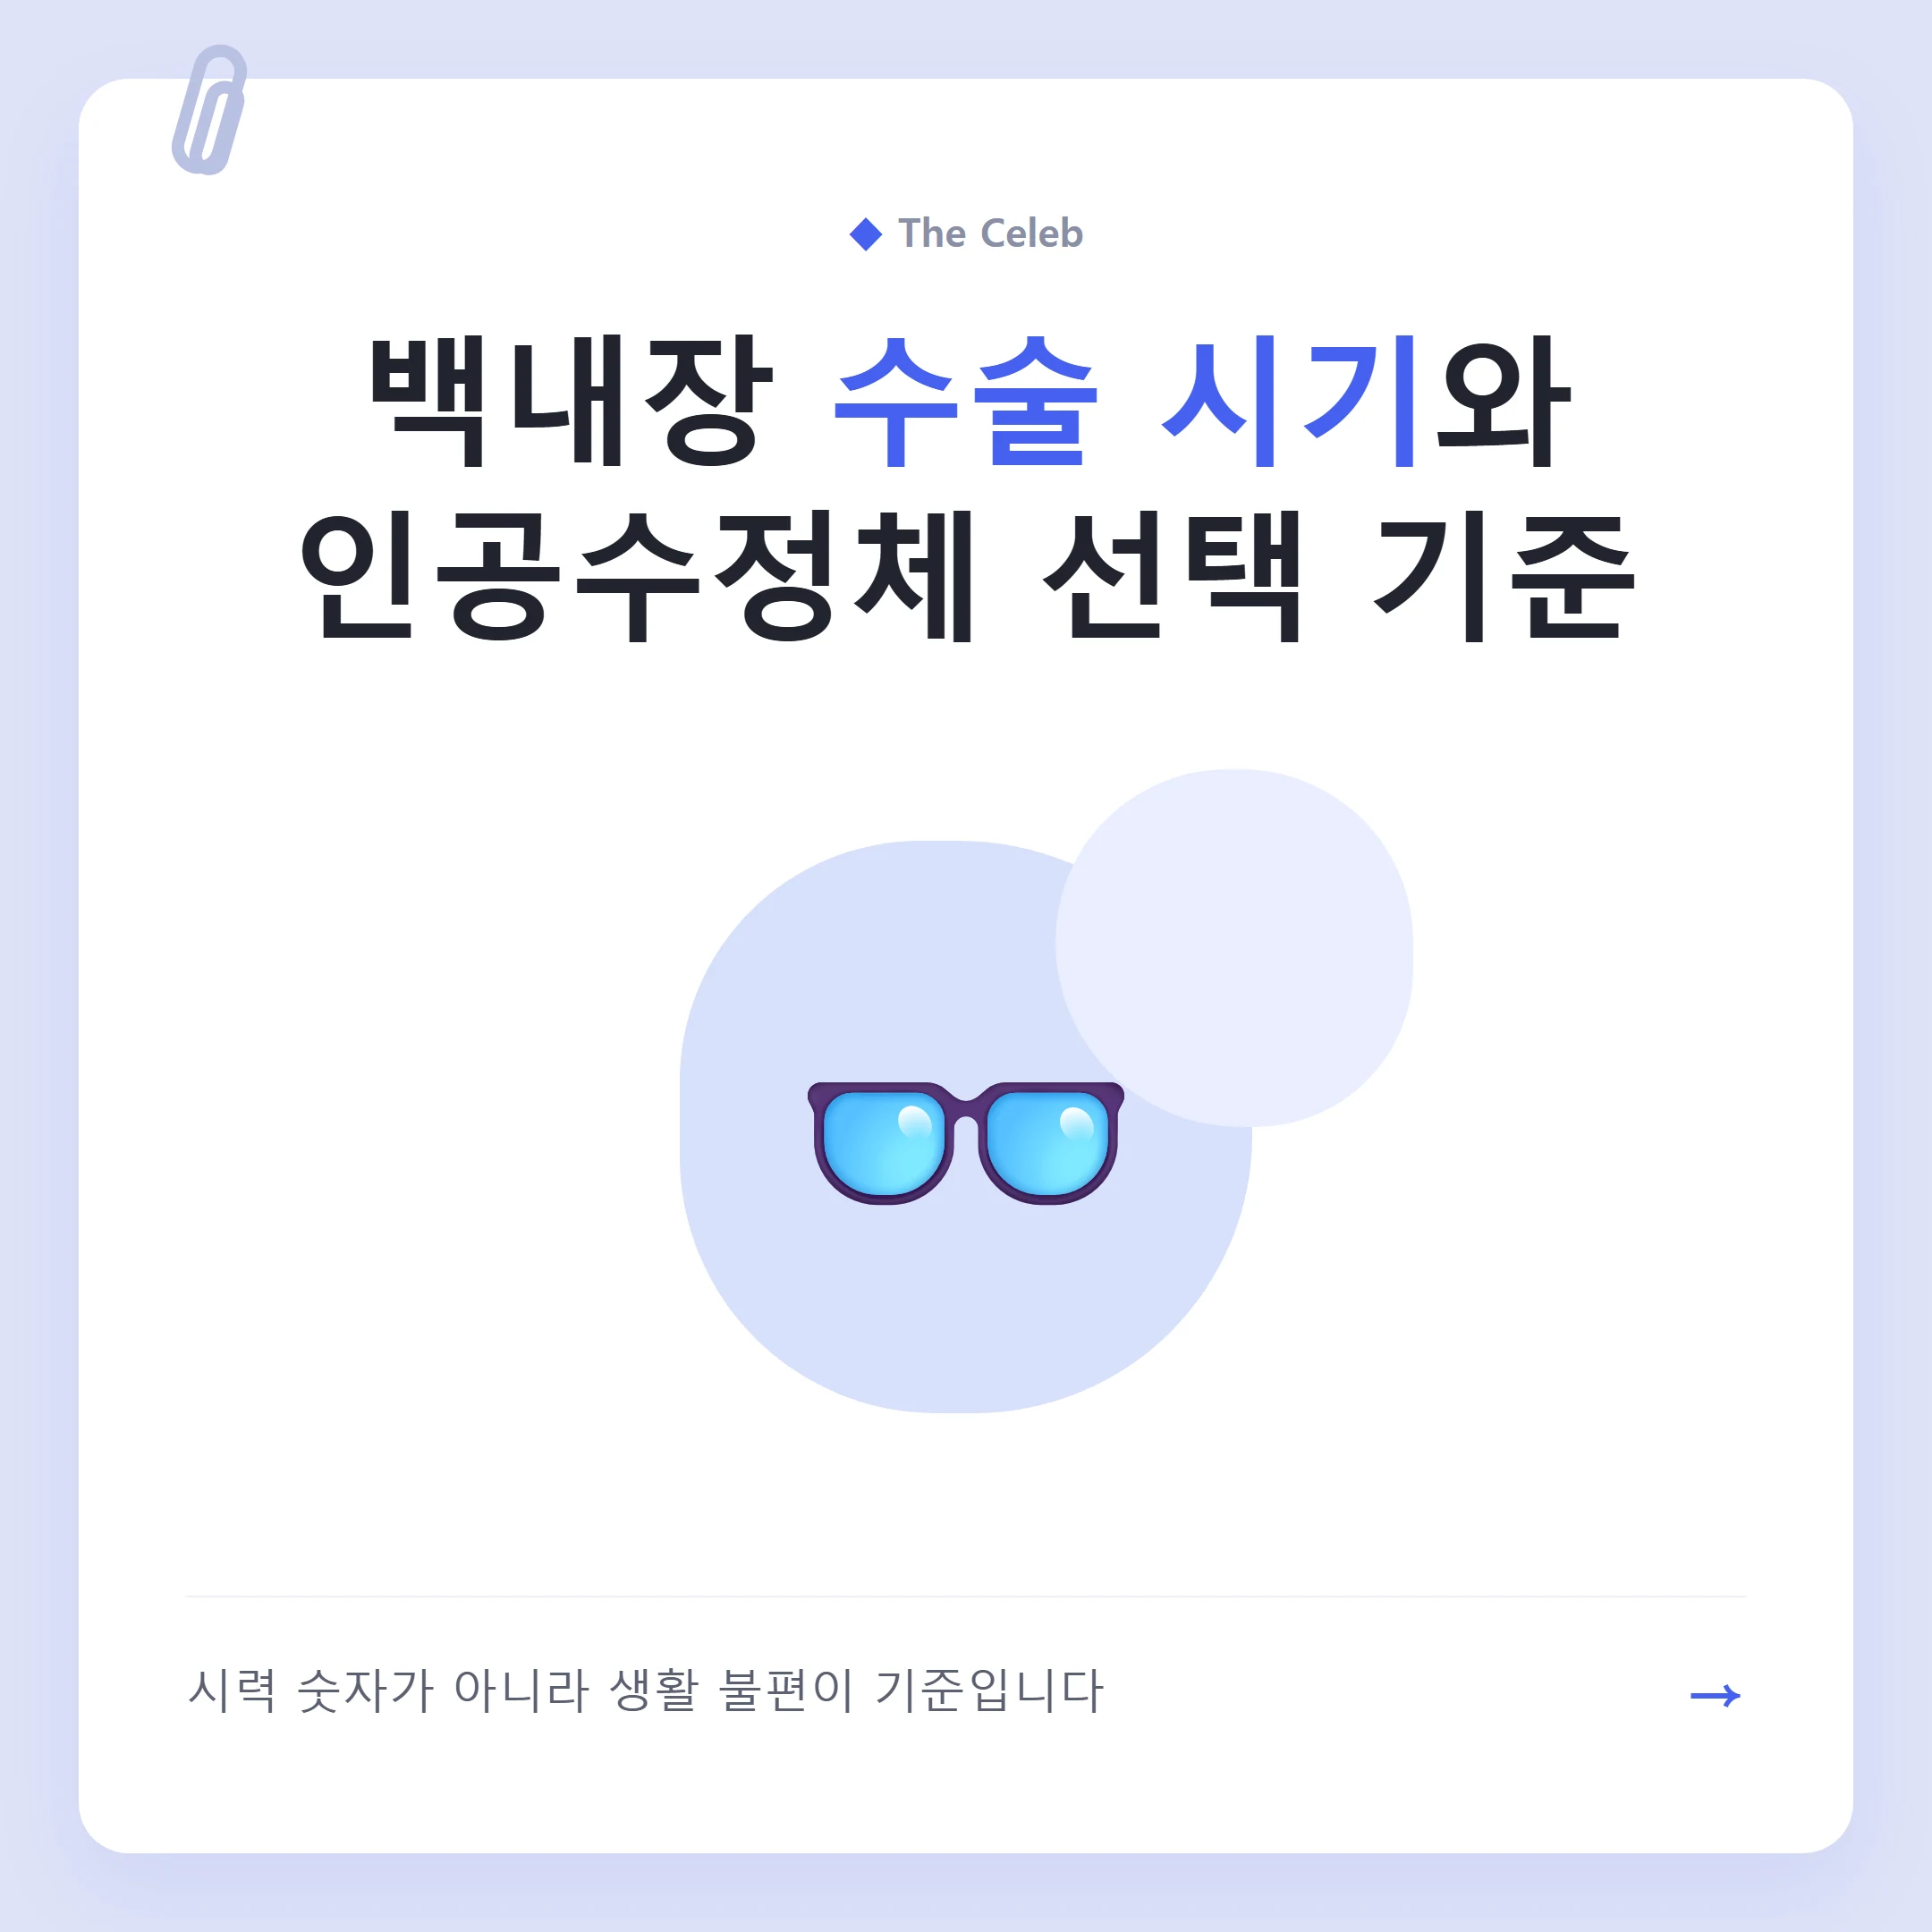 The Celeb
백내장 수술 시기와
인공수정체 선택 기준
시력 숫자가 아니라 생활 불편이 기준입니다
→